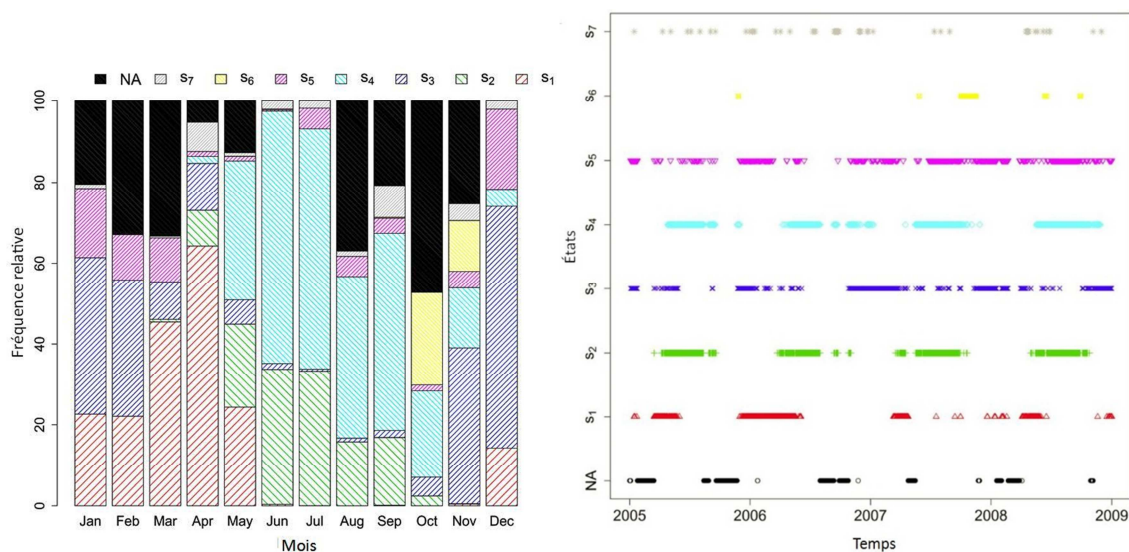 NA s7 s6 s5 s4 s3 s2 s1
Fréquence relative
100
80
60
40
20
0
Jan Feb Mar Apr May Jun Jul Aug Sep Oct Nov Dec
Mois
États
s7
s6
s5
s4
s3
s2
s1
NA
2005 2006 2007 2008 2009
Temps